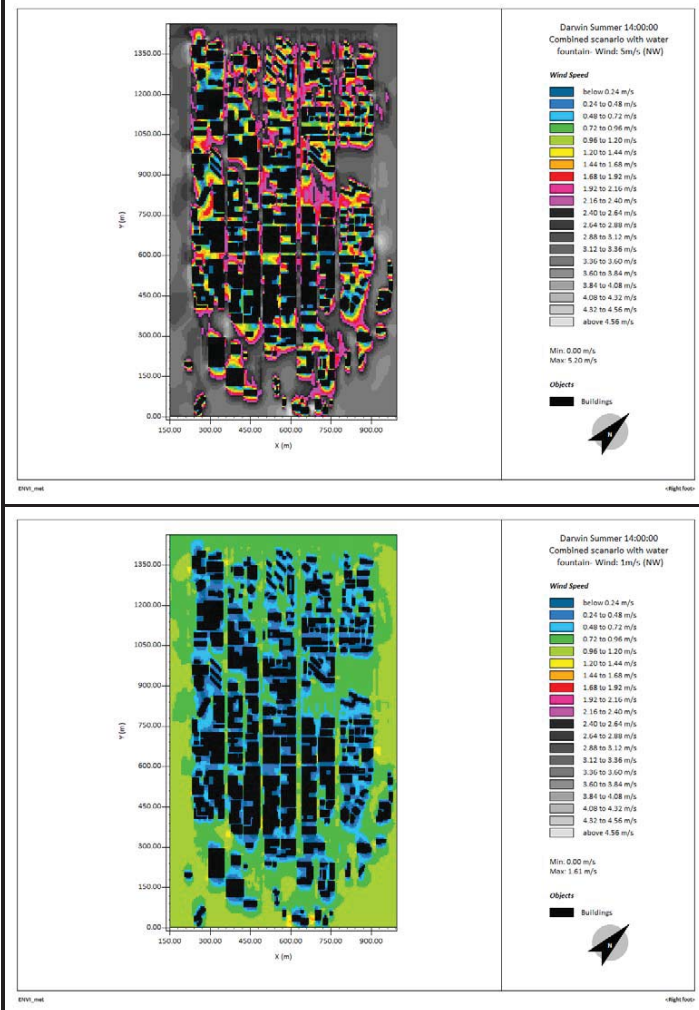 Darwin Summer 14:00:00
Combined scanario with water
fountain- Wind: 5m/s (NW)
Wind Speed
below 0.24 m/s
0.24 to 0.48 m/s
0.48 to 0.72 m/s
0.72 to 0.96 m/s
0.96 to 1.20 m/s
1.20 to 1.44 m/s
1.44 to 1.68 m/s
1.68 to 1.92 m/s
1.92 to 2.16 m/s
2.16 to 2.40 m/s
2.40 to 2.64 m/s
2.64 to 2.88 m/s
2.88 to 3.12 m/s
3.12 to 3.36 m/s
3.36 to 3.60 m/s
3.60 to 3.84 m/s
3.84 to 4.08 m/s
4.08 to 4.32 m/s
4.32 to 4.56 m/s
above 4.56 m/s
Min: 0.00 m/s
Max: 5.20 m/s
Objects
Buildings
N
1350.00
1200.00
1050.00
900.00
750.00
600.00
450.00
300.00
150.00
0.00
Y (m)
150.00 300.00 450.00 600.00 750.00 900.00
X (m)
ENVI_met
<Right foot>
Darwin Summer 14:00:00
Combined scanario with water
fountain- Wind: 1m/s (NW)
Wind Speed
below 0.24 m/s
0.24 to 0.48 m/s
0.48 to 0.72 m/s
0.72 to 0.96 m/s
0.96 to 1.20 m/s
1.20 to 1.44 m/s
1.44 to 1.68 m/s
1.68 to 1.92 m/s
1.92 to 2.16 m/s
2.16 to 2.40 m/s
2.40 to 2.64 m/s
2.64 to 2.88 m/s
2.88 to 3.12 m/s
3.12 to 3.36 m/s
3.36 to 3.60 m/s
3.60 to 3.84 m/s
3.84 to 4.08 m/s
4.08 to 4.32 m/s
4.32 to 4.56 m/s
above 4.56 m/s
Min: 0.00 m/s
Max: 1.61 m/s
Objects
Buildings
N
1350.00
1200.00
1050.00
900.00
750.00
600.00
450.00
300.00
150.00
0.00
Y (m)
150.00 300.00 450.00 600.00 750.00 900.00
X (m)
ENVI_met
<Right foot>